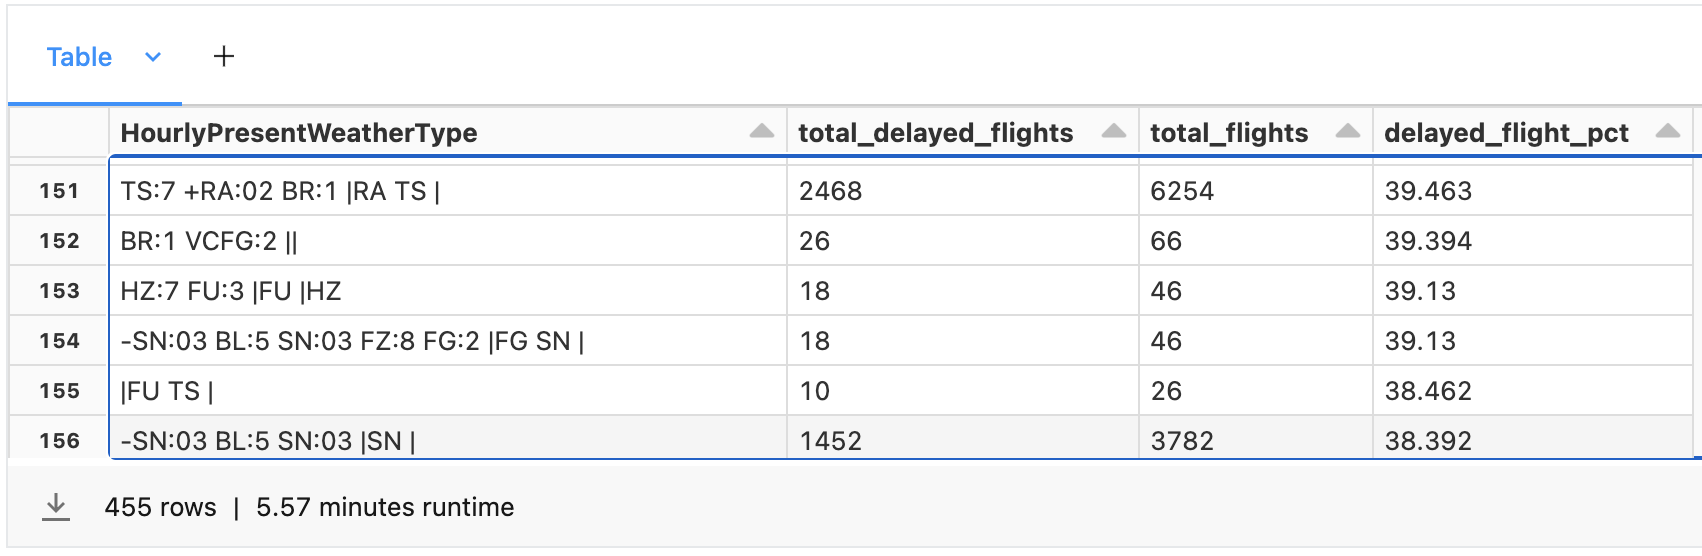 Table +
HourlyPresentWeatherType total_delayed_flights total_flights delayed_flight_pct
151 TS:7 +RA:02 BR:1 |RA TS | 2468 6254 39.463
152 BR:1 VCFG:2 || 26 66 39.394
153 HZ:7 FU:3 |FU |HZ 18 46 39.13
154 -SN:03 BL:5 SN:03 FZ:8 FG:2 |FG SN | 18 46 39.13
155 |FU TS | 10 26 38.462
156 -SN:03 BL:5 SN:03 |SN | 1452 3782 38.392
455 rows | 5.57 minutes runtime